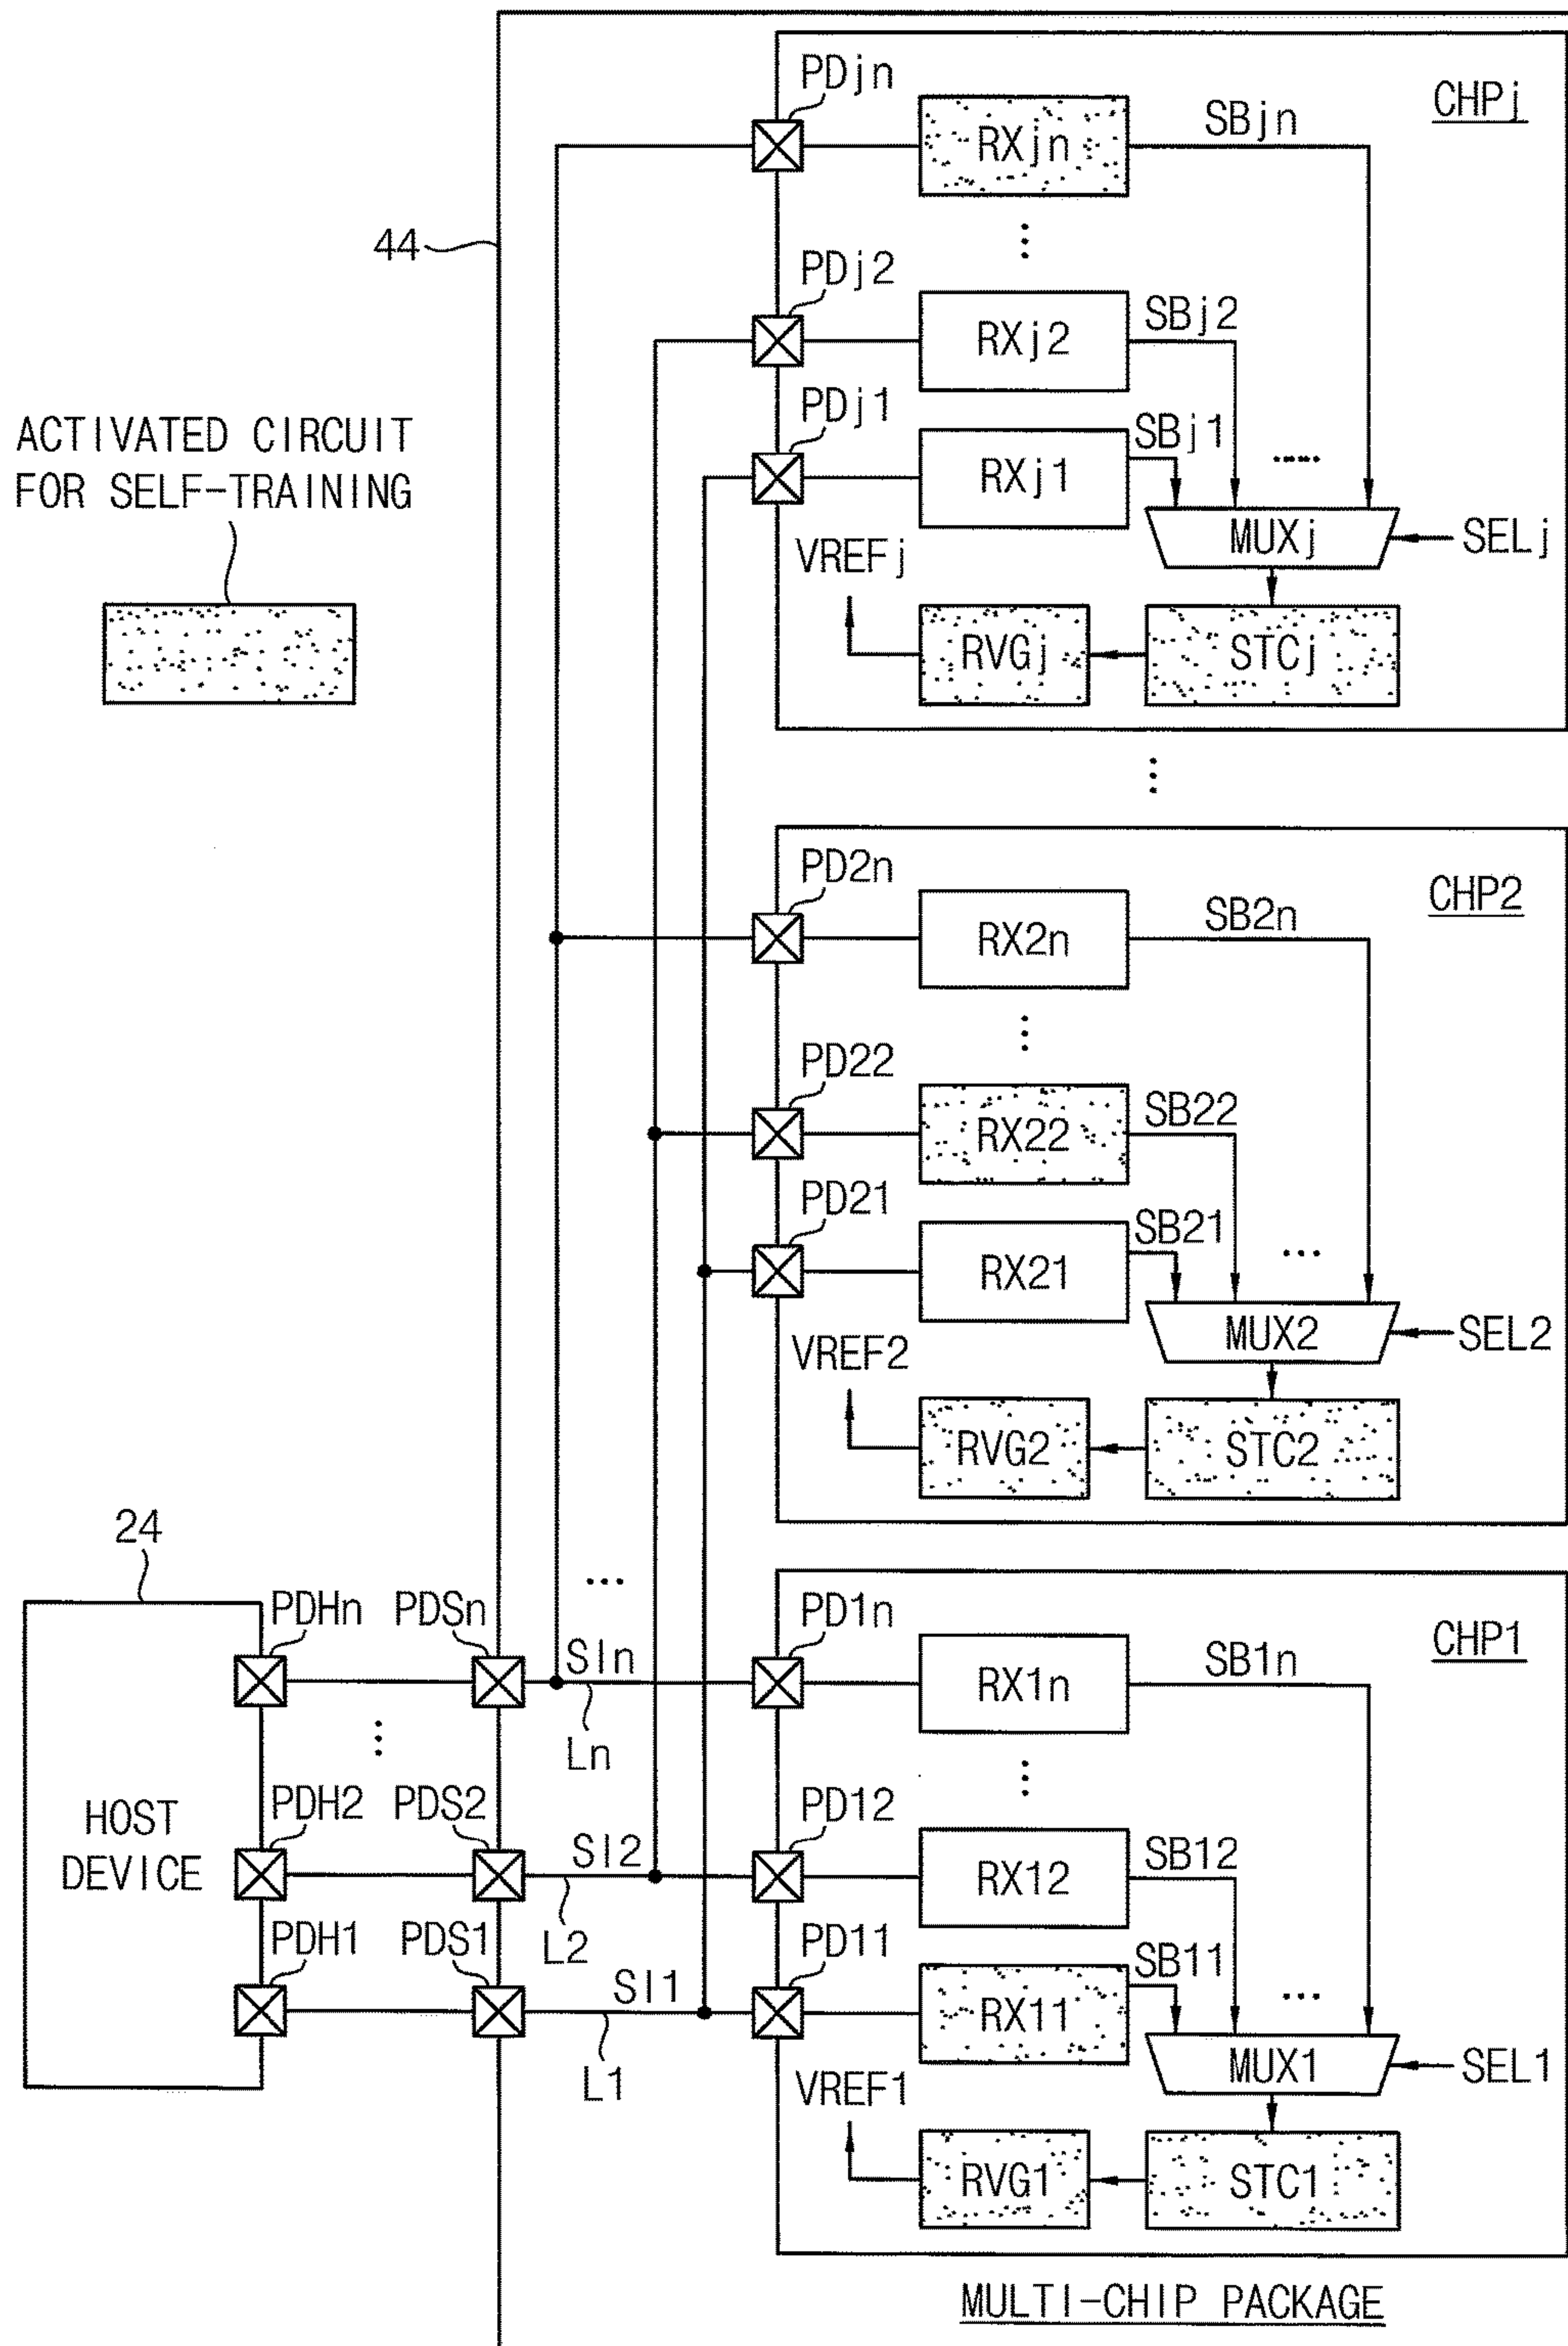 PDjn
CHPj
RXjn
SBjn
44
PDj2
RXj2
SBj2
PDj1
RXj1
SBj1
ACTIVATED CIRCUIT
FOR SELF-TRAINING
MUXj
SELj
VREFj
RVGj
STCj
PD2n
CHP2
RX2n
SB2n
PD22
RX22
SB22
PD21
RX21
SB21
MUX2
SEL2
VREF2
RVG2
STC2
24
PDHn
PDSn
SIn
Ln
PD1n
CHP1
RX1n
SB1n
HOST
DEVICE
PDH2
PDS2
SI2
L2
PD12
RX12
SB12
PDH1
PDS1
SI1
L1
PD11
RX11
SB11
MUX1
SEL1
VREF1
RVG1
STC1
MULTI-CHIP PACKAGE